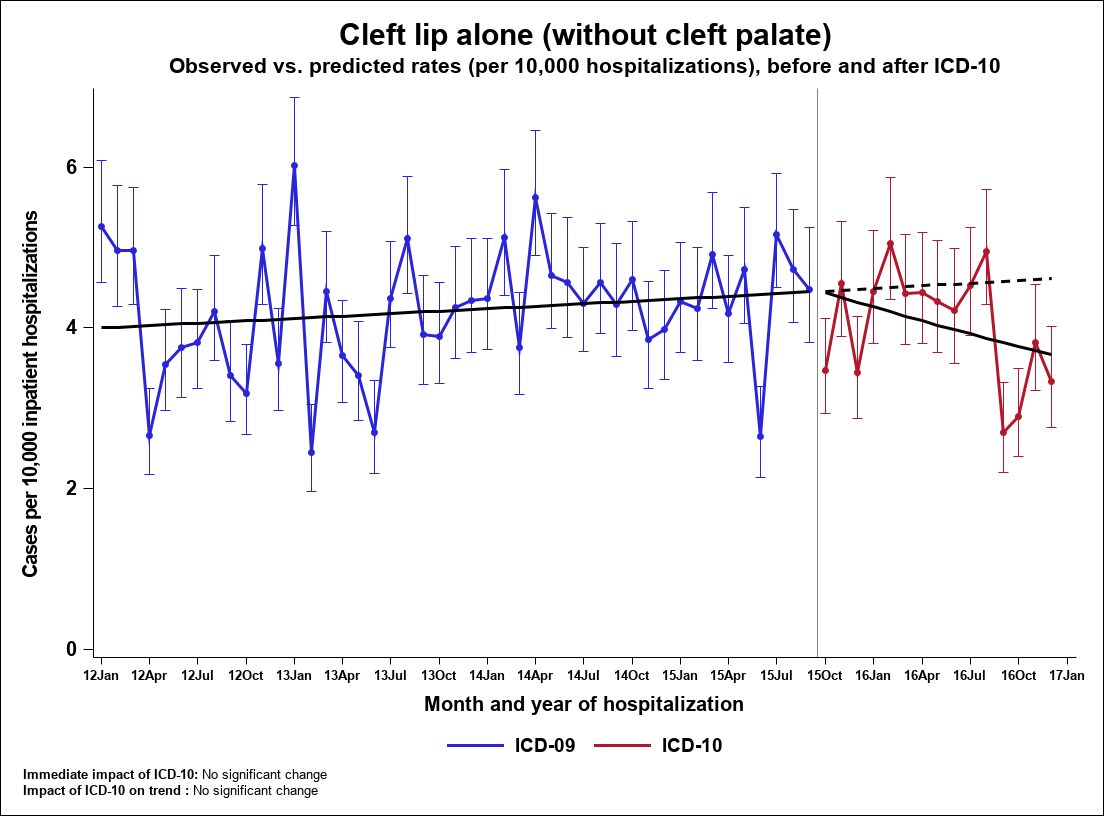 Cleft lip alone (without cleft palate)
Observed vs. predicted rates (per 10,000 hospitalizations), before and after ICD-10
Cases per 10,000 inpatient hospitalizations
6
4
2
0
12Jan 12Apr 12Jul 12Oct 13Jan 13Apr 13Jul 13Oct 14Jan 14Apr 14Jul 14Oct 15Jan 15Apr 15Jul 15Oct 16Jan 16Apr 16Jul 16Oct 17Jan
Month and year of hospitalization
ICD-09 ICD-10
Immediate impact of ICD-10: No significant change
Impact of ICD-10 on trend : No significant change